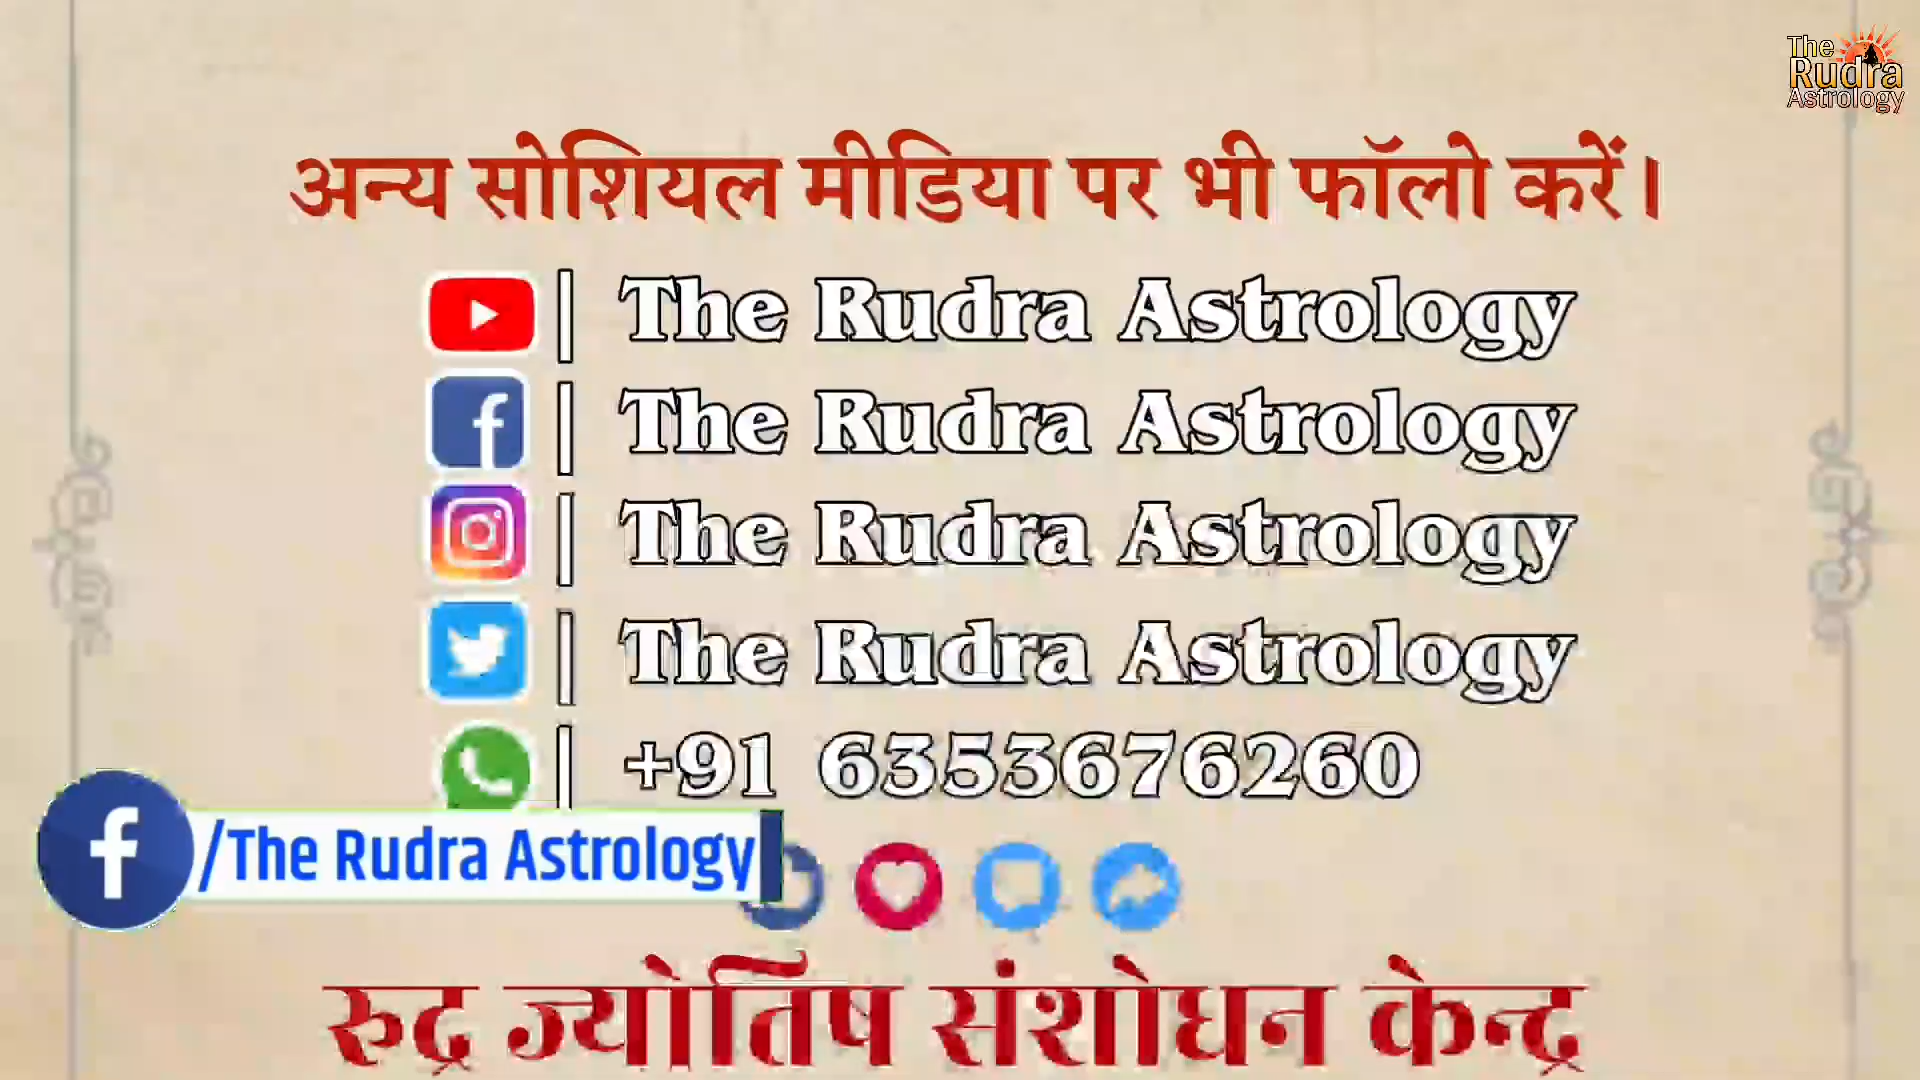 The
Rudra
Astrology
अन्य सोशियल मीडिया पर भी फॉलो करें।
| The Rudra Astrology
| The Rudra Astrology
| The Rudra Astrology
| The Rudra Astrology
| +91 6353676260
/The Rudra Astrology
रुद्र ज्योतिष संशोधन केन्द्र